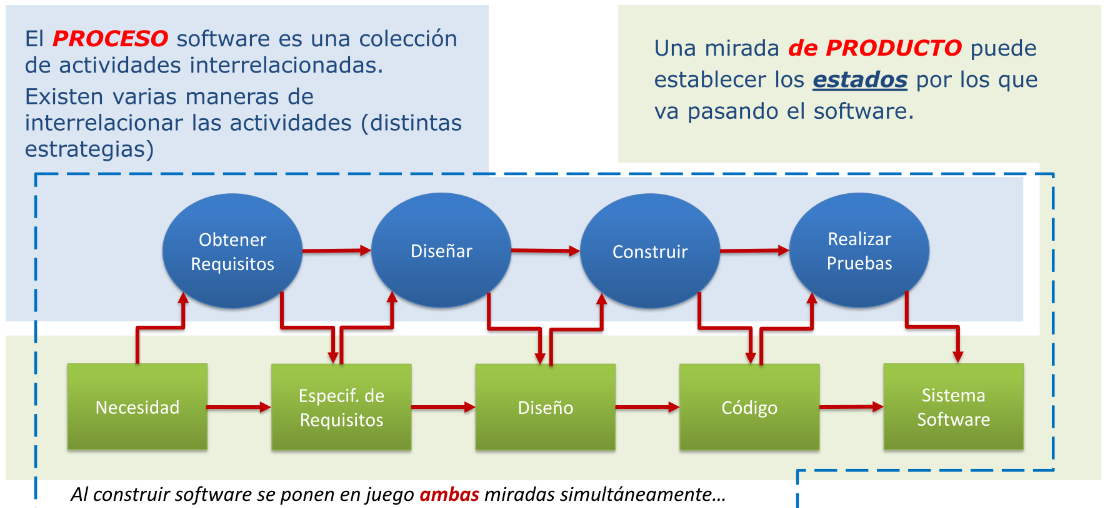 El PROCESO software es una colección
de actividades interrelacionadas.
Existen varias maneras de
interrelacionar las actividades (distintas
estrategias)
Una mirada de PRODUCTO puede
establecer los estados por los que
va pasando el software.
Obtener
Requisitos
Diseñar
Construir
Realizar
Pruebas
Necesidad
Especif. de
Requisitos
Diseño
Código
Sistema
Software
Al construir software se ponen en juego ambas miradas simultáneamente…